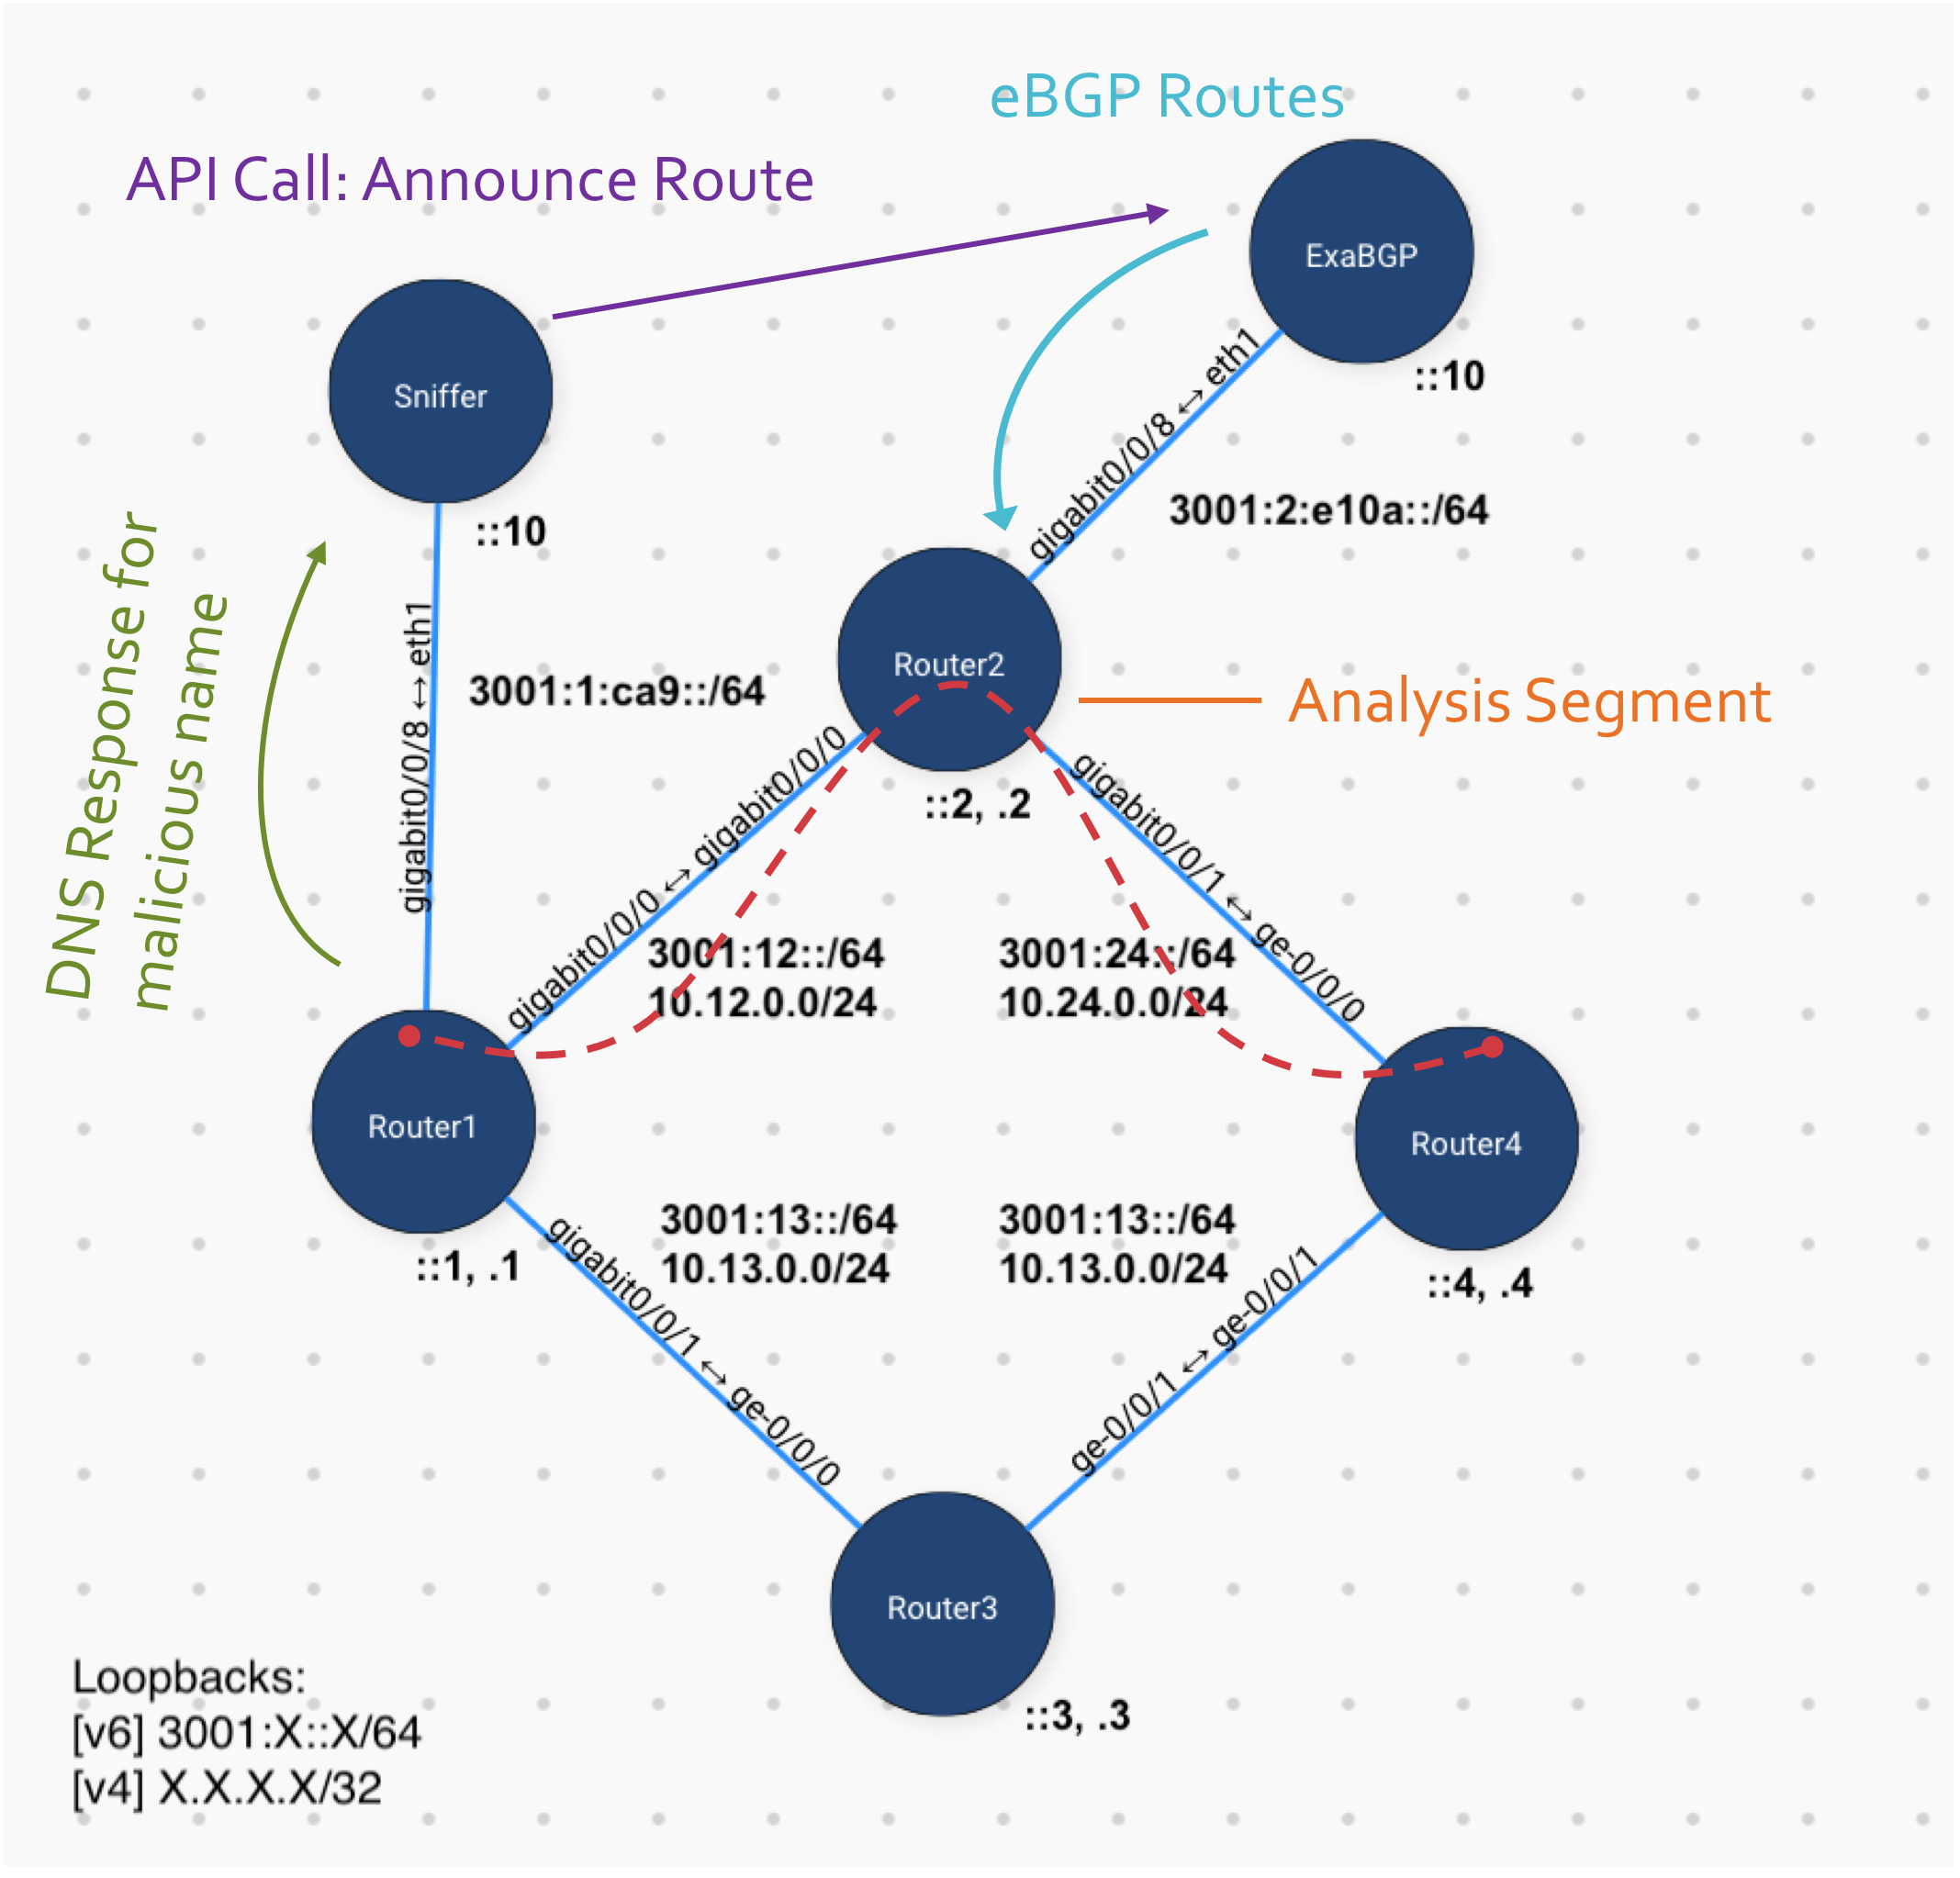 eBGP Routes
API Call: Announce Route
ExaBGP
::10
Sniffer
::10
gigabit0/0/8 ↔ eth1
3001:2:e10a::/64
DNS Response for
malicious name
gigabit0/0/8 ↔ eth1
3001:1:ca9::/64
Router2
Analysis Segment
::2, .2
gigabit0/0/0 ↔ gigabit0/0/0
gigabit0/0/1 ↔ ge-0/0/0
3001:12::/64
10.12.0.0/24
3001:24::/64
10.24.0.0/24
Router1
::1, .1
Router4
::4, .4
3001:13::/64
10.13.0.0/24
3001:13::/64
10.13.0.0/24
gigabit0/0/1 ↔ ge-0/0/0
ge-0/0/1 ↔ ge-0/0/1
Router3
::3, .3
Loopbacks:
[v6] 3001:X::X/64
[v4] X.X.X.X/32